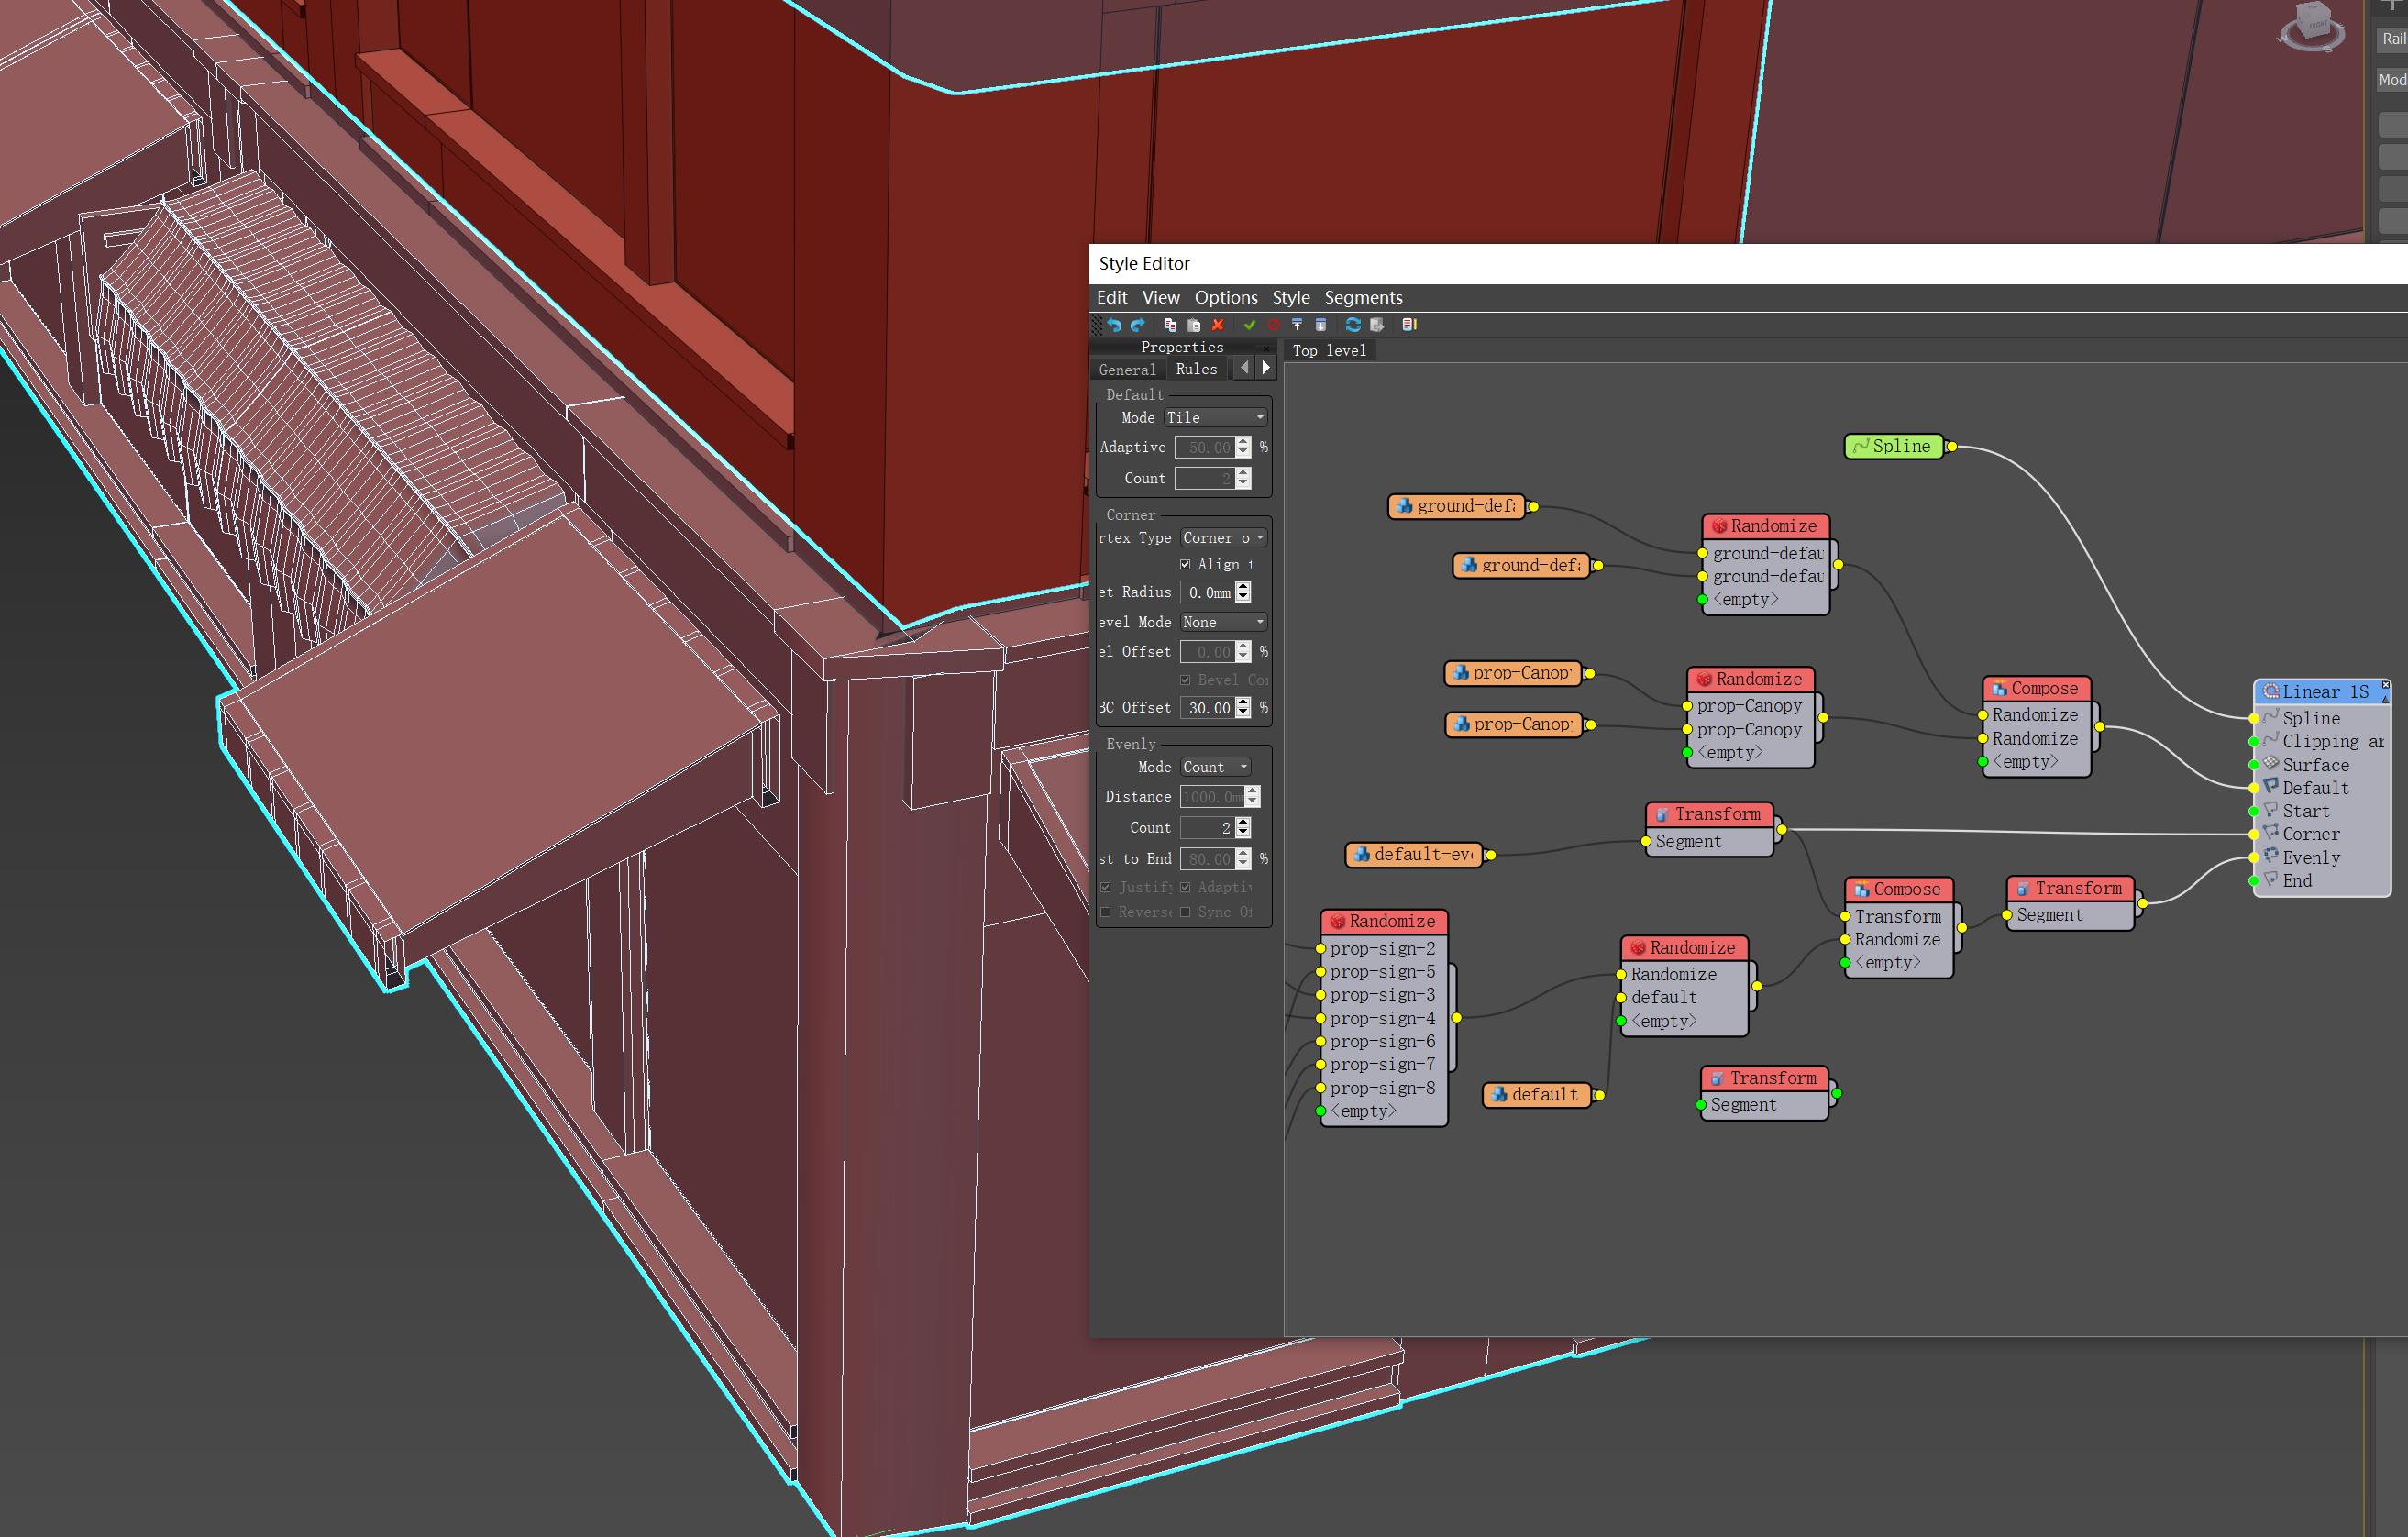 FRONT
Rail
Mod
Style Editor
Edit View Options Style Segments
Properties
General Rules
Default
Mode Tile
Adaptive 50.00 %
Count 2
Corner
rtex Type Corner o
Align t
et Radius 0.0mm
evel Mode None
el Offset 0.00 %
Bevel Co
BC Offset 30.00 %
Evenly
Mode Count
Distance 1000.0m
Count 2
st to End 80.00 %
Justify Adaptiv
Reverse Sync O
Top level
Spline
ground-defa
ground-defa
Randomize
ground-defau
ground-defau
<empty>
prop-Canop
prop-Canop
Randomize
prop-Canopy
prop-Canopy
<empty>
Compose
Randomize
Randomize
<empty>
Linear 1S
Spline
Clipping ar
Surface
Default
Start
Corner
Evenly
End
default-eve
Transform
Segment
Compose
Transform
Randomize
<empty>
Transform
Segment
Randomize
prop-sign-2
prop-sign-5
prop-sign-3
prop-sign-4
prop-sign-6
prop-sign-7
prop-sign-8
<empty>
Randomize
Randomize
default
<empty>
default
Transform
Segment